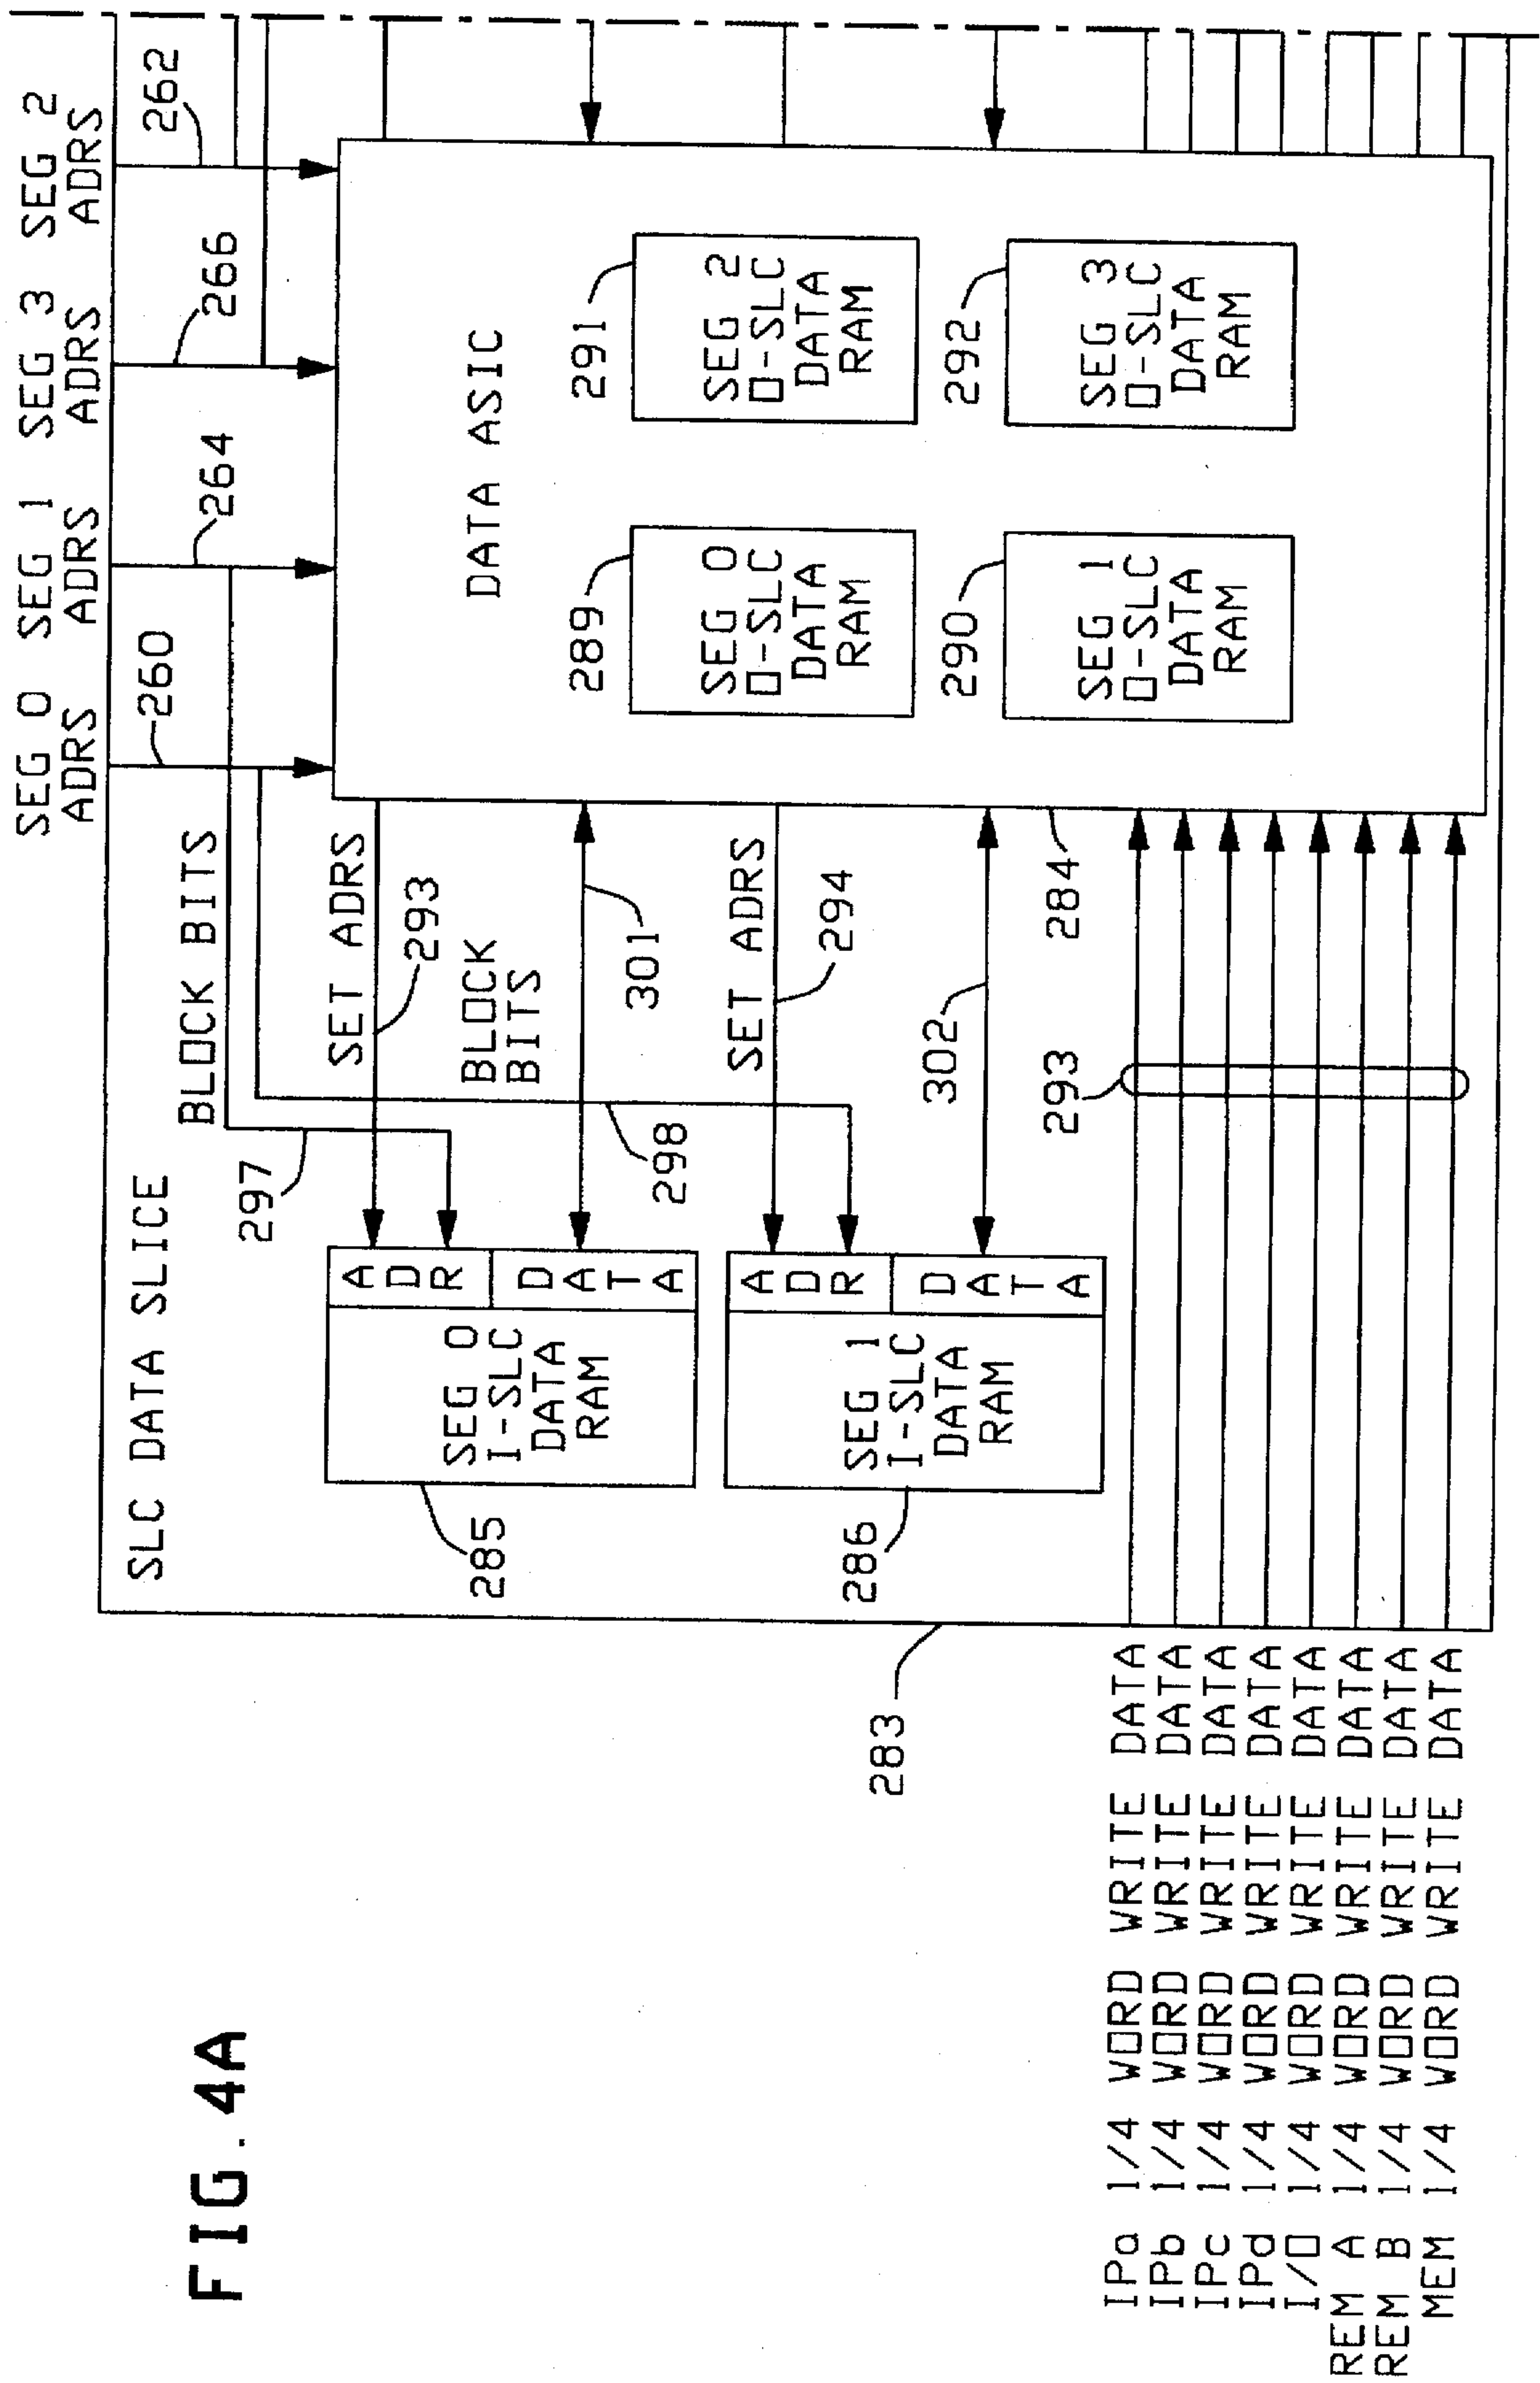 FIG. 4A
SEG 0 SEG 1 SEG 3 SEG 2
ADRS ADRS ADRS ADRS
260
264
266
262
SLC DATA SLICE
BLOCK BITS
297
SET ADRS
293
BLOCK
BITS
301
298
SET ADRS
294
302
293
284
283
ADR
DATA
SEG 0
I-SLC
DATA
RAM
285
ADR
DATA
SEG 1
I-SLC
DATA
RAM
286
DATA ASIC
289
SEG 0
O-SLC
DATA
RAM
291
SEG 2
O-SLC
DATA
RAM
290
SEG 1
O-SLC
DATA
RAM
292
SEG 3
O-SLC
DATA
RAM
IPa 1/4 WORD WRITE DATA
IPb 1/4 WORD WRITE DATA
IPc 1/4 WORD WRITE DATA
IPd 1/4 WORD WRITE DATA
I/O 1/4 WORD WRITE DATA
REM A 1/4 WORD WRITE DATA
REM B 1/4 WORD WRITE DATA
MEM 1/4 WORD WRITE DATA